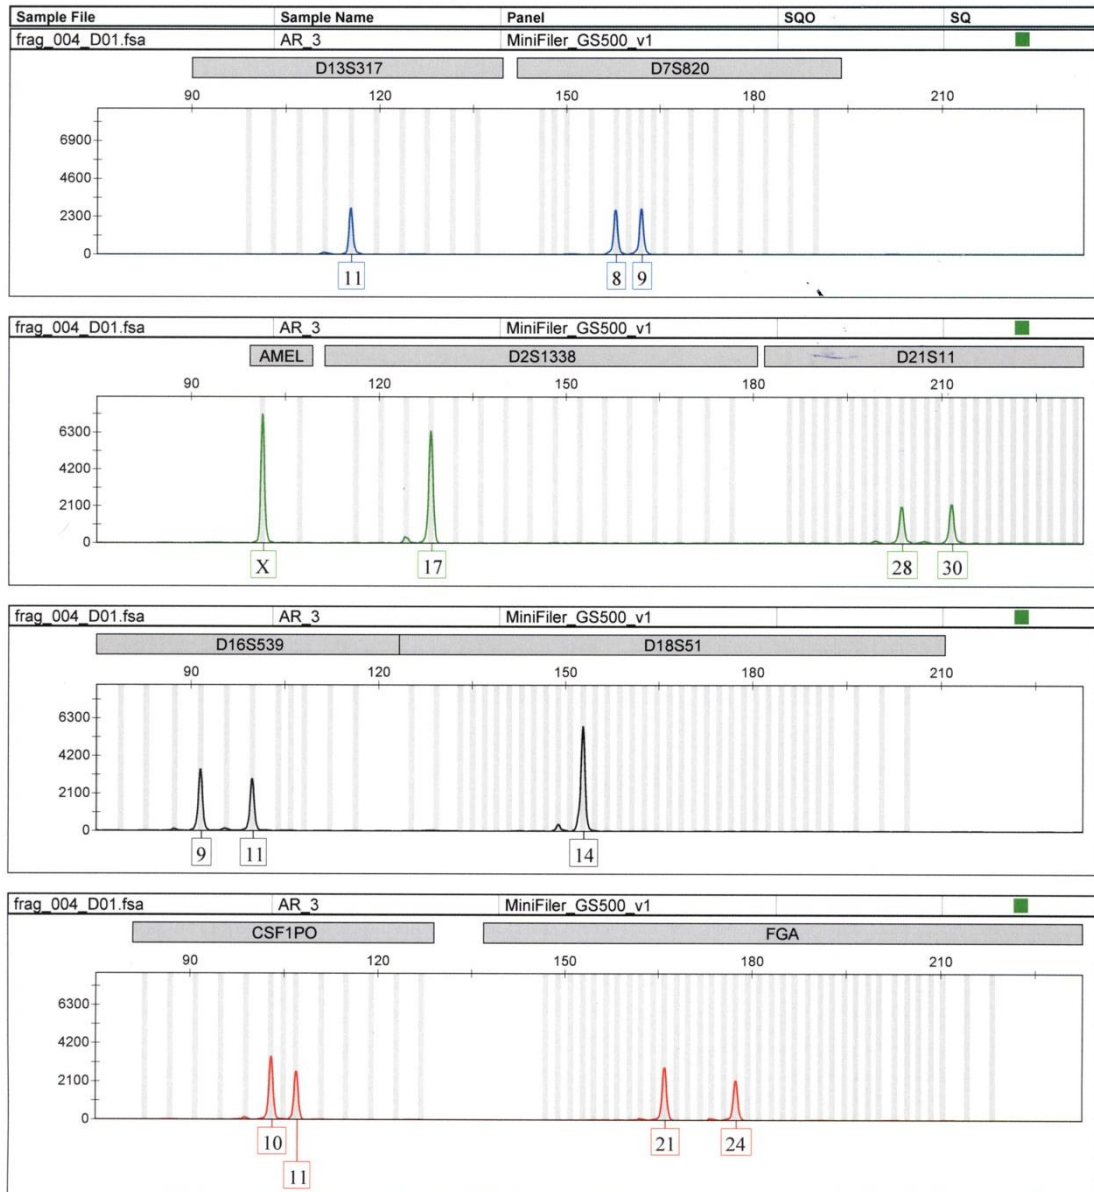 Sample File Sample Name Panel SQO SQ
frag_004_D01.fsa AR_3 MiniFiler_GS500_v1
D13S317 D7S820
90 120 150 180 210
6900
4600
2300
0
11 8 9
frag_004_D01.fsa AR_3 MiniFiler_GS500_v1
AMEL D2S1338 D21S11
90 120 150 180 210
6300
4200
2100
0
X 17 28 30
frag_004_D01.fsa AR_3 MiniFiler_GS500_v1
D16S539 D18S51
90 120 150 180 210
6300
4200
2100
0
9 11 14
frag_004_D01.fsa AR_3 MiniFiler_GS500_v1
CSF1PO FGA
90 120 150 180 210
6300
4200
2100
0
10 21 24
11